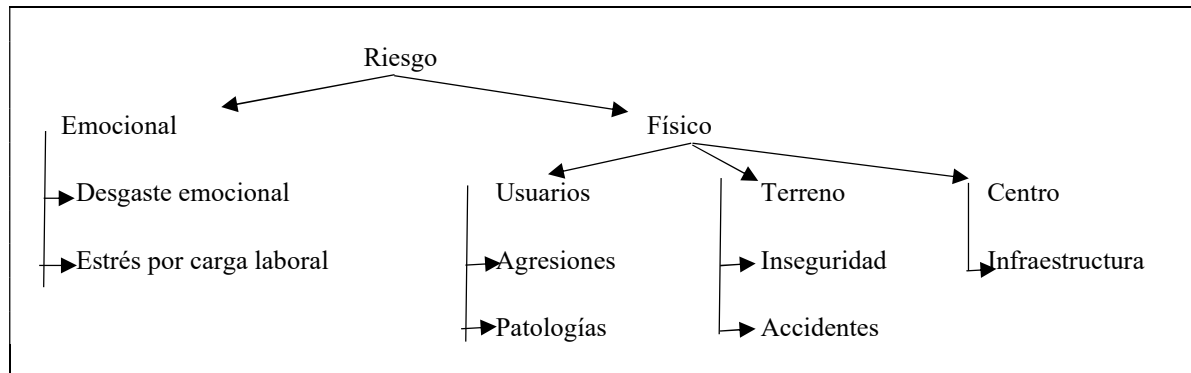 Riesgo
Emocional Físico
Desgaste emocional Usuarios Terreno Centro
Estrés por carga laboral Agresiones Inseguridad Infraestructura
Patologías Accidentes